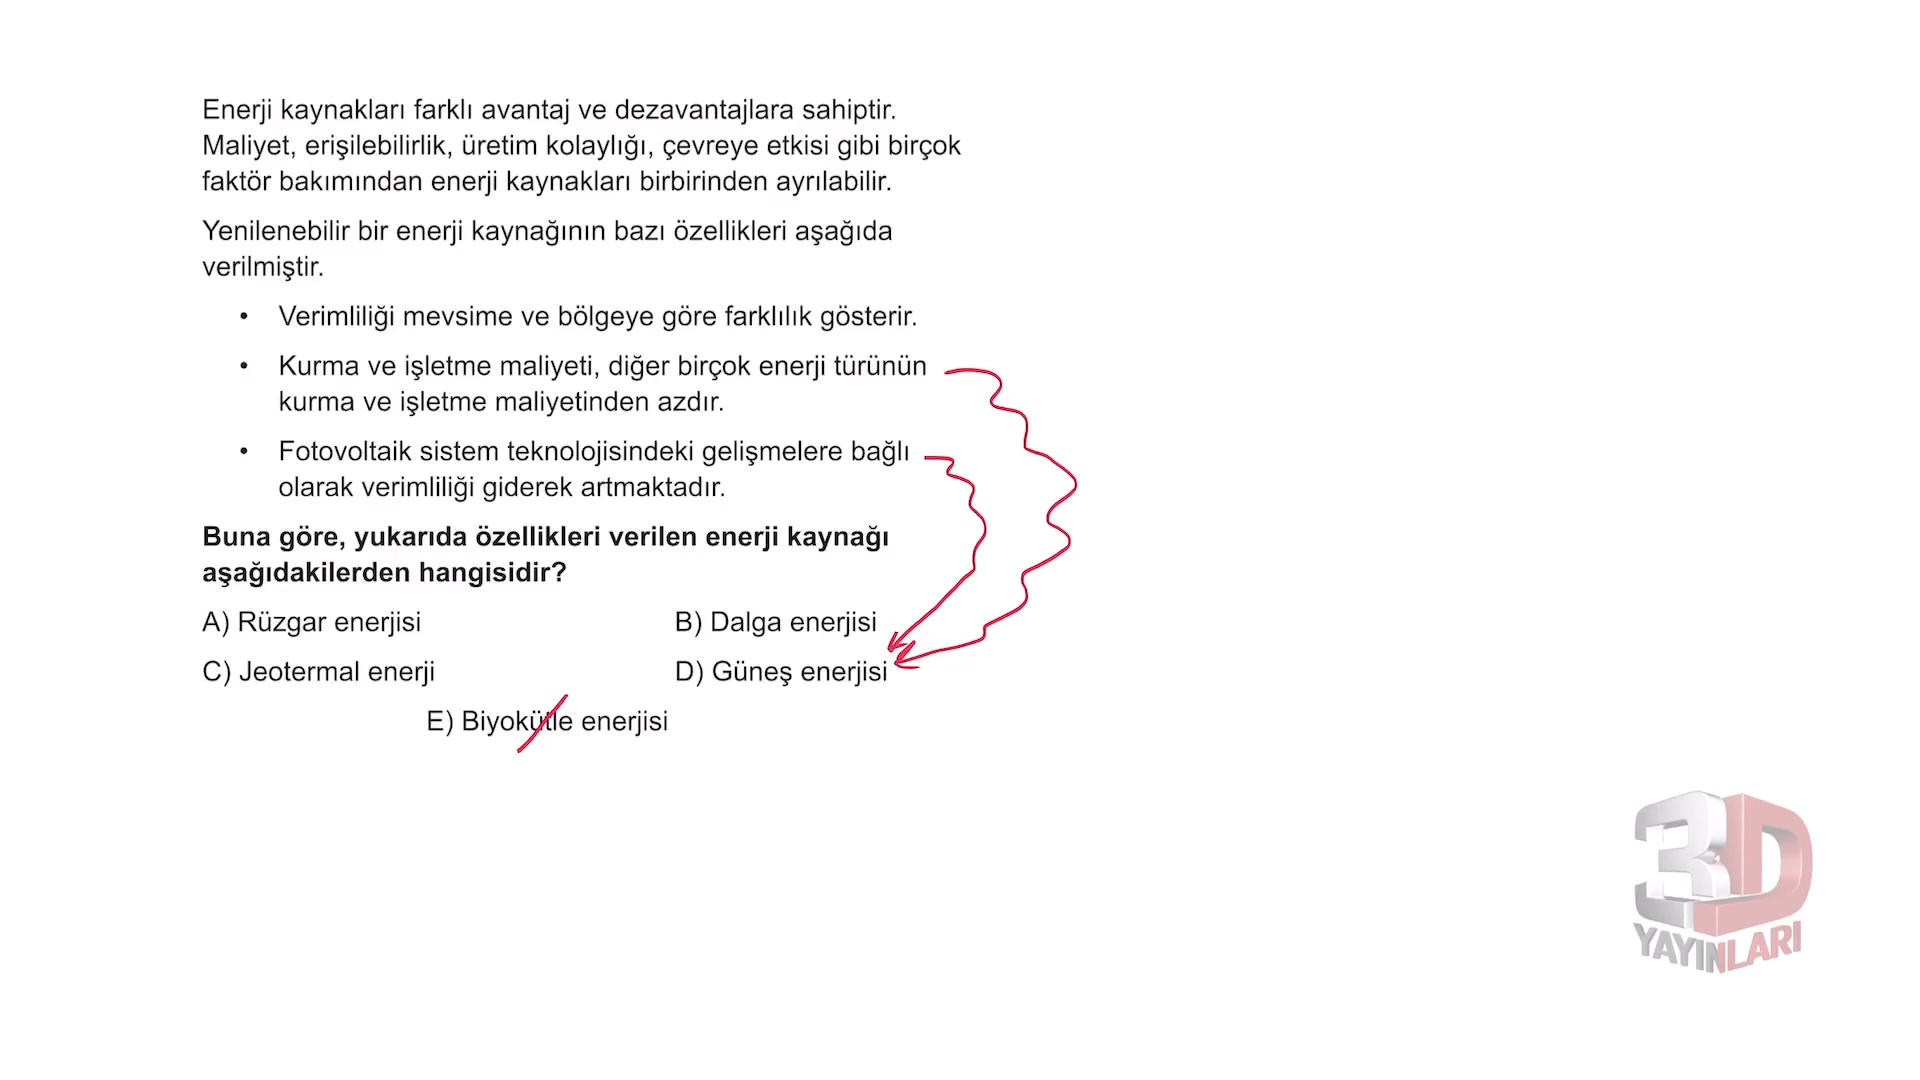 Enerji kaynakları farklı avantaj ve dezavantajlara sahiptir.
Maliyet, erişilebilirlik, üretim kolaylığı, çevreye etkisi gibi birçok
faktör bakımından enerji kaynakları birbirinden ayrılabilir.
Yenilenebilir bir enerji kaynağının bazı özellikleri aşağıda
verilmiştir.
• Verimliliği mevsime ve bölgeye göre farklılık gösterir.
• Kurma ve işletme maliyeti, diğer birçok enerji türünün
kurma ve işletme maliyetinden azdır.
• Fotovoltaik sistem teknolojisindeki gelişmelere bağlı
olarak verimliliği giderek artmaktadır.
Buna göre, yukarıda özellikleri verilen enerji kaynağı
aşağıdakilerden hangisidir?
A) Rüzgar enerjisi B) Dalga enerjisi
C) Jeotermal enerji D) Güneş enerjisi
E) Biyokütle enerjisi
3D
YAYINLARI